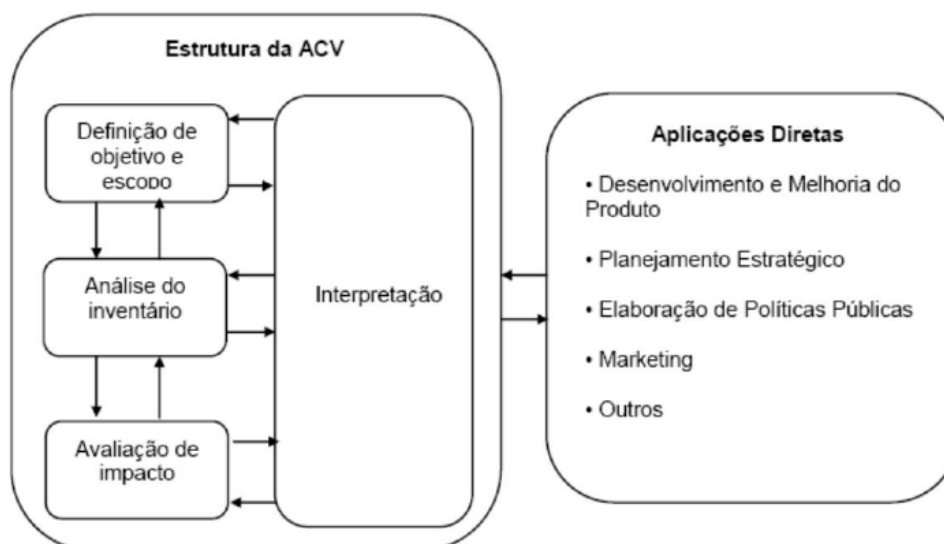 Estrutura da ACV
Definição de
objetivo e
escopo
Análise do
inventário
Avaliação de
impacto
Interpretação
Aplicações Diretas
• Desenvolvimento e Melhoria do
Produto
• Planejamento Estratégico
• Elaboração de Políticas Públicas
• Marketing
• Outros